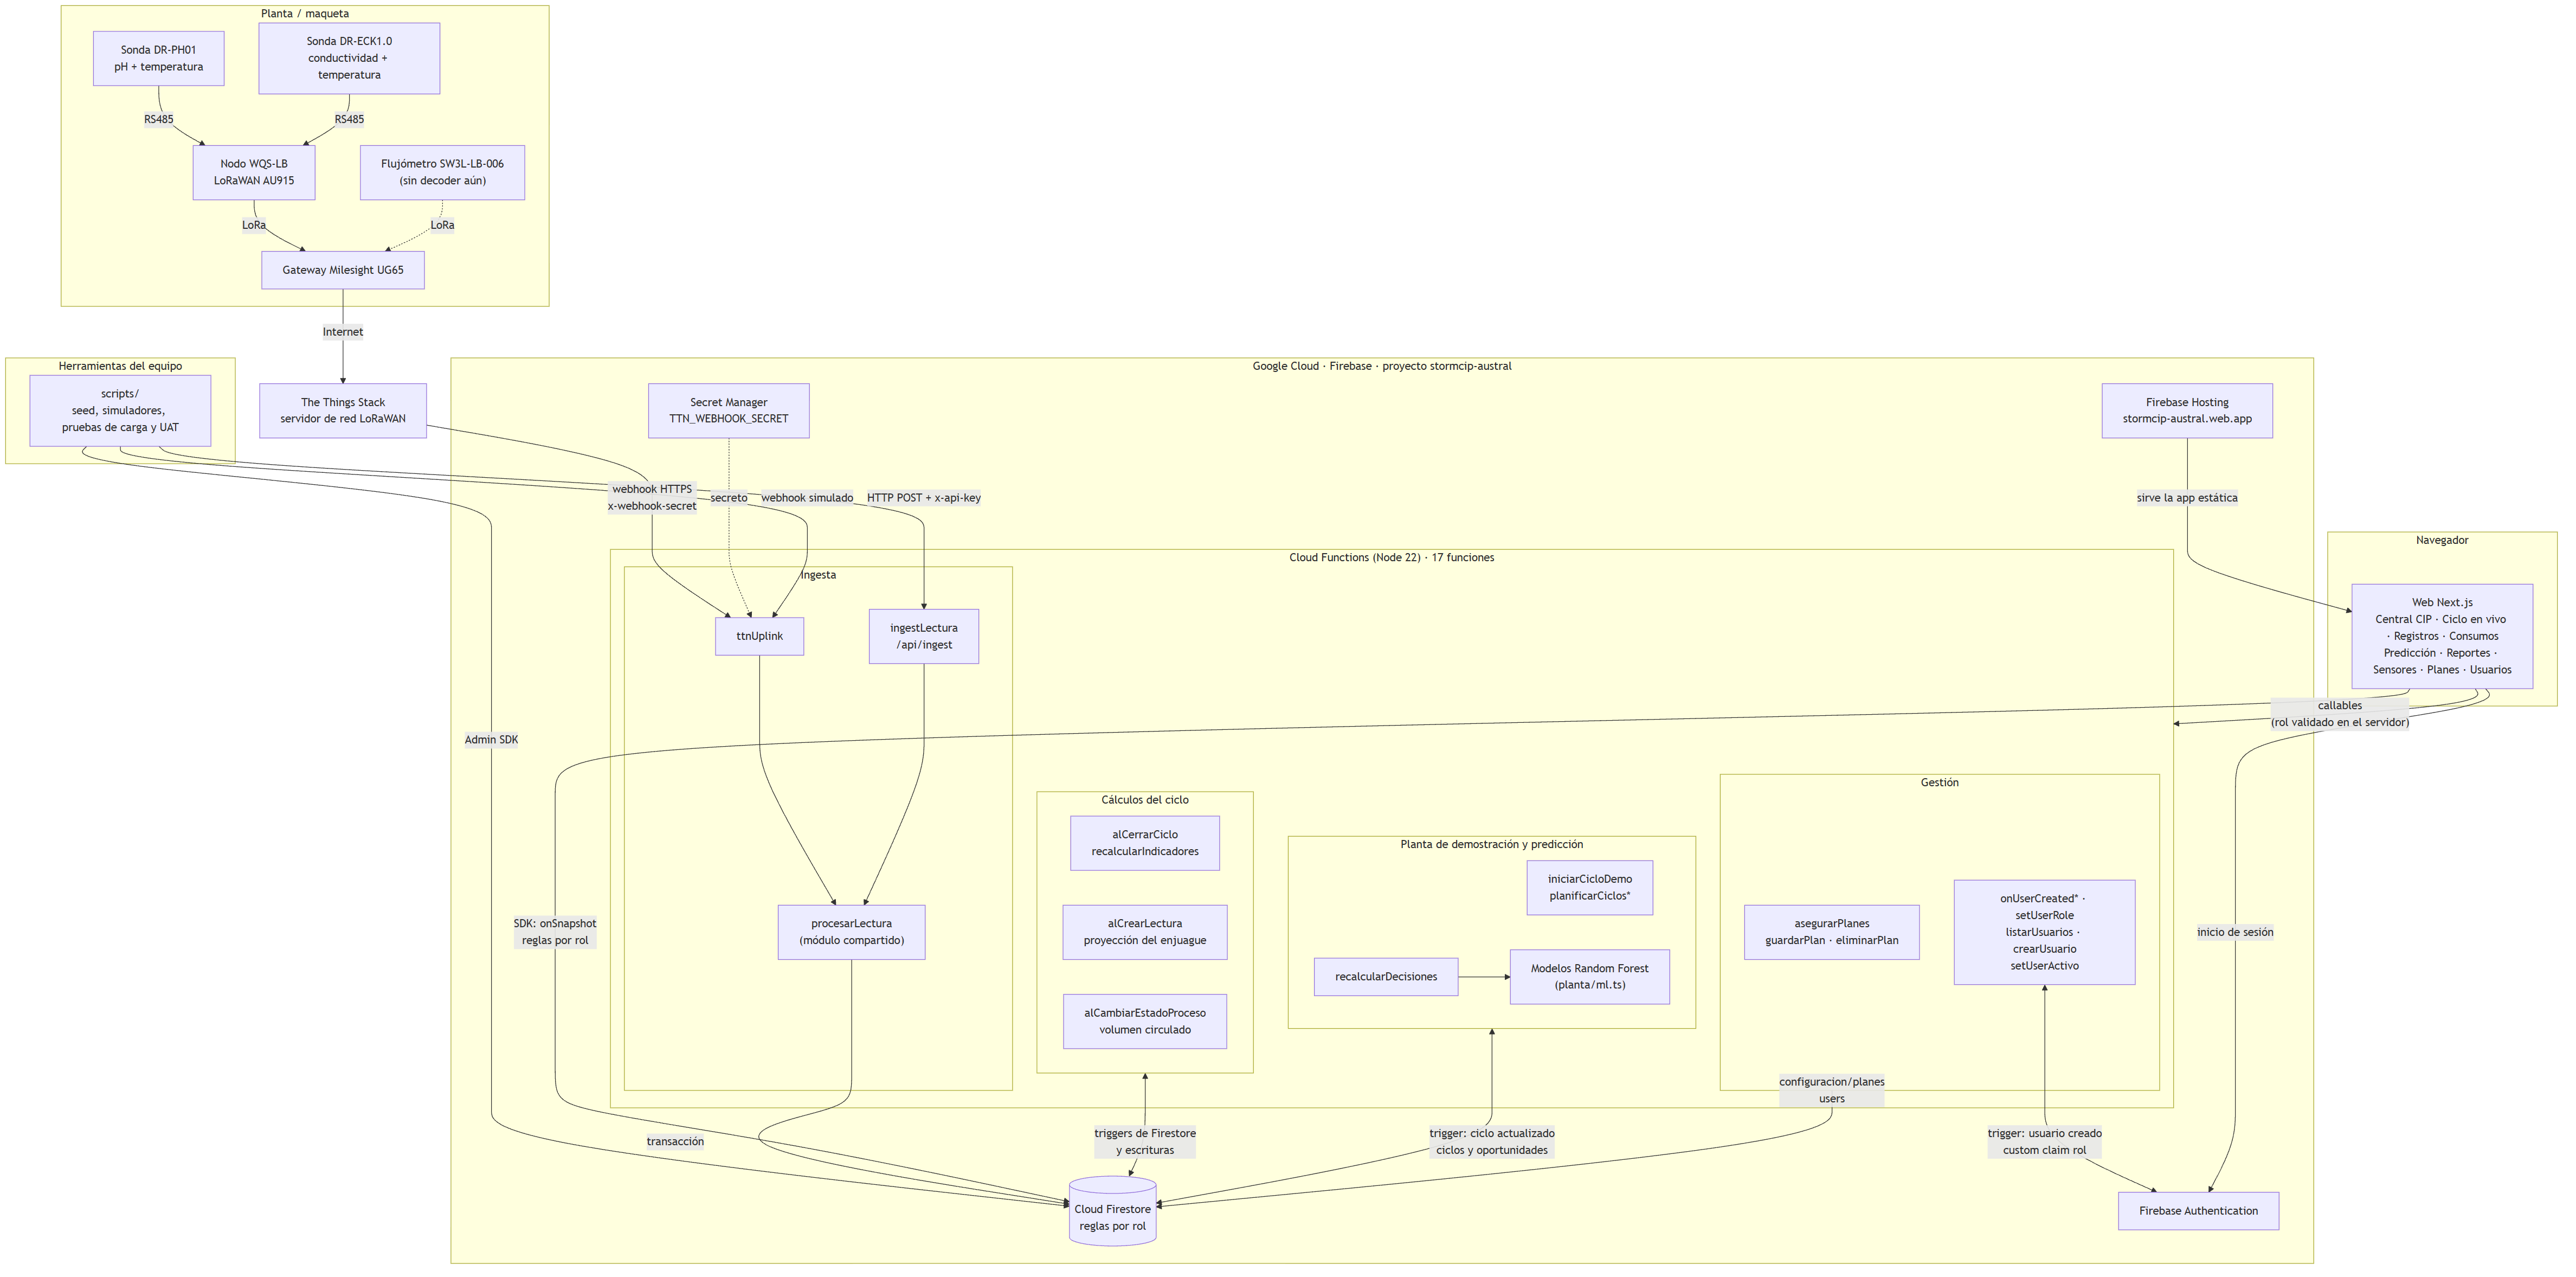 Planta / maqueta
Sonda DR-PH01
pH + temperatura
Sonda DR-ECK1.0
conductividad +
temperatura
RS485
RS485
Nodo WQS-LB
LoRaWAN AU915
Flujómetro SW3L-LB-006
(sin decoder aún)
LoRa
LoRa
Gateway Milesight UG65
Internet
Herramientas del equipo
scripts/
seed, simuladores,
pruebas de carga y UAT
The Things Stack
servidor de red LoRaWAN
Google Cloud · Firebase · proyecto stormcip-austral
Secret Manager
TTN_WEBHOOK_SECRET
Firebase Hosting
stormcip-austral.web.app
webhook HTTPS
x-webhook-secret
secreto
webhook simulado
HTTP POST + x-api-key
sirve la app estática
Navegador
Web Next.js
Central CIP · Ciclo en vivo
· Registros · Consumos
Predicción · Reportes ·
Sensores · Planes · Usuarios
Cloud Functions (Node 22) · 17 funciones
Ingesta
ttnUplink
ingestLectura
/api/ingest
callables
(rol validado en el servidor)
Admin SDK
procesarLectura
(módulo compartido)
SDK: onSnapshot
reglas por rol
Cálculos del ciclo
alCerrarCiclo
recalcularIndicadores
alCrearLectura
proyección del enjuague
alCambiarEstadoProceso
volumen circulado
Planta de demostración y predicción
iniciarCicloDemo
planificarCiclos*
recalcularDecisiones
Modelos Random Forest
(planta/ml.ts)
Gestión
asegurarPlanes
guardarPlan · eliminarPlan
onUserCreated* ·
setUserRole
listarUsuarios ·
crearUsuario
setUserActivo
inicio de sesión
configuracion/planes
users
transacción
triggers de Firestore
y escrituras
trigger: ciclo actualizado
ciclos y oportunidades
trigger: usuario creado
custom claim rol
Cloud Firestore
reglas por rol
Firebase Authentication